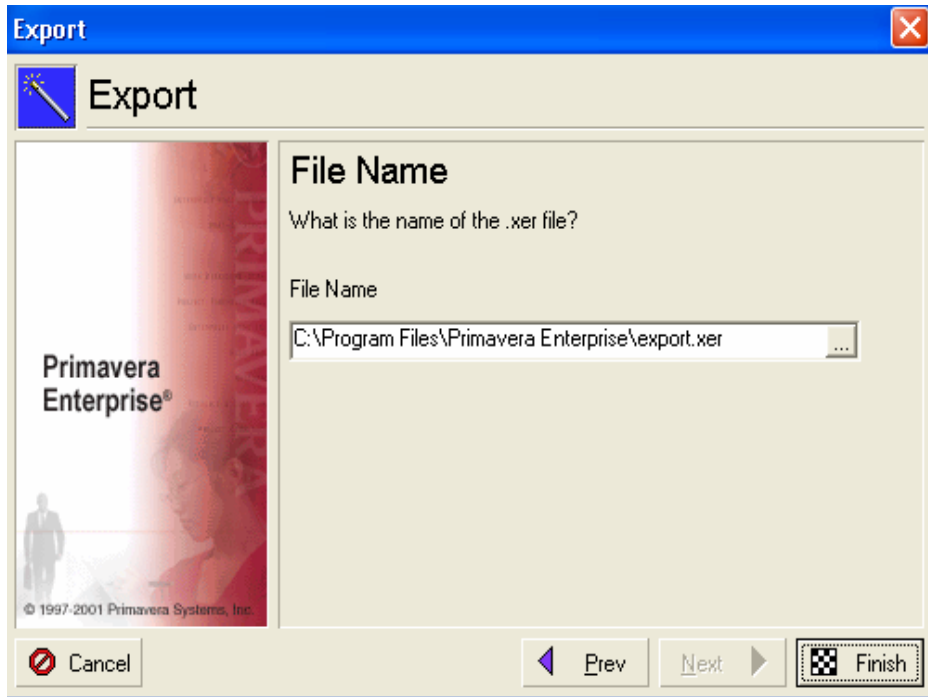 Export
Export
PRIMAVERA
Primavera
Enterprise®
© 1997-2001 Primavera Systems, Inc.
File Name
What is the name of the .xer file?
File Name
C:\Program Files\Primavera Enterprise\export.xer
...
Cancel
Prev
Next
Finish